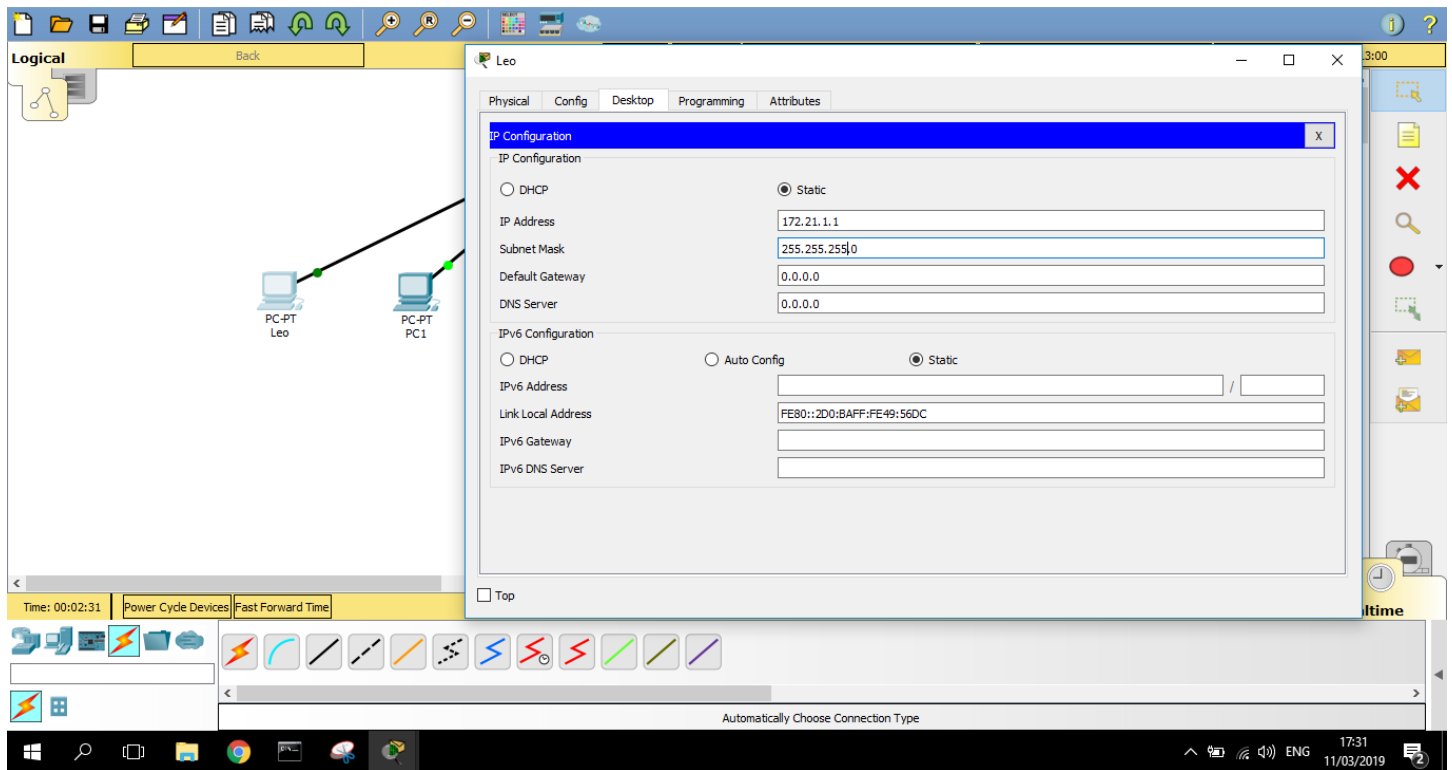 Logical
Back
3:00
Leo
Physical Config Desktop Programming Attributes
IP Configuration X
IP Configuration
DHCP Static
IP Address 172.21.1.1
Subnet Mask 255.255.255.0
Default Gateway 0.0.0.0
DNS Server 0.0.0.0
IPv6 Configuration
DHCP Auto Config Static
IPv6 Address /
Link Local Address FE80::2D0:BAFF:FE49:56DC
IPv6 Gateway
IPv6 DNS Server
PC-PT
Leo
PC-PT
PC1
Top
Time: 00:02:31 Power Cycle Devices Fast Forward Time
ltime
Automatically Choose Connection Type
ENG
17:31
11/03/2019
2